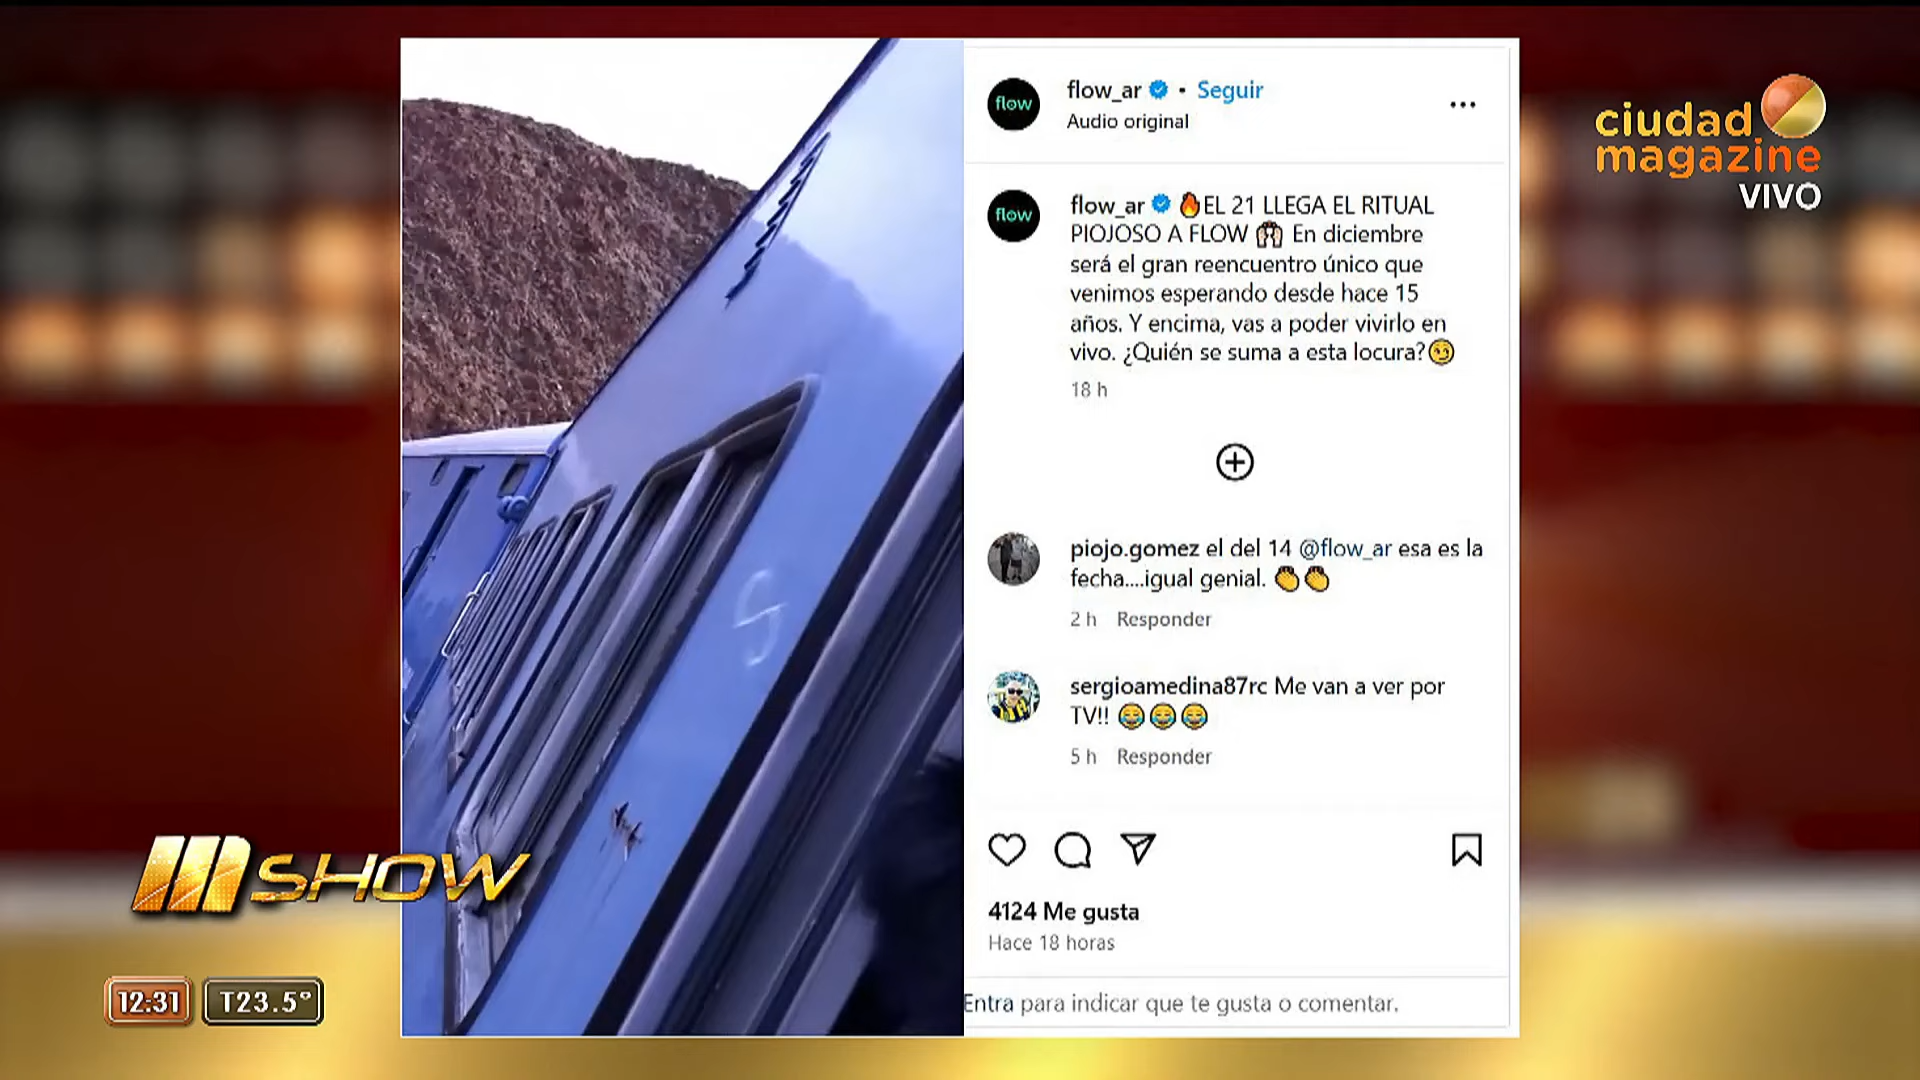 flow
flow_ar • Seguir
Audio original
flow
flow_ar 🔥EL 21 LLEGA EL RITUAL
PIOJOSO A FLOW 🙌 En diciembre
será el gran reencuentro único que
venimos esperando desde hace 15
años. Y encima, vas a poder vivirlo en
vivo. ¿Quién se suma a esta locura?😏
18 h
piojo.gomez el del 14 @flow_ar esa es la
fecha....igual genial. 👏👏
2 h Responder
sergioamedina87rc Me van a ver por
TV!! 😂😂😂
5 h Responder
4124 Me gusta
Hace 18 horas
Entra para indicar que te gusta o comentar.
ciudad
magazine
VIVO
M SHOW
12:31 T23.5°